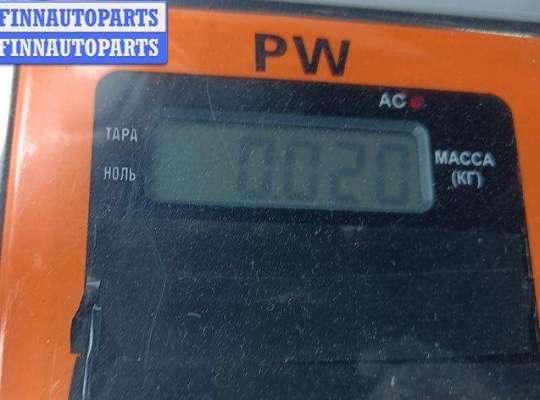 FINNAUTOPARTS
FINNAUTOPARTS
PW
AC
ТАРА
НОЛЬ
0020
МАССА
(КГ)